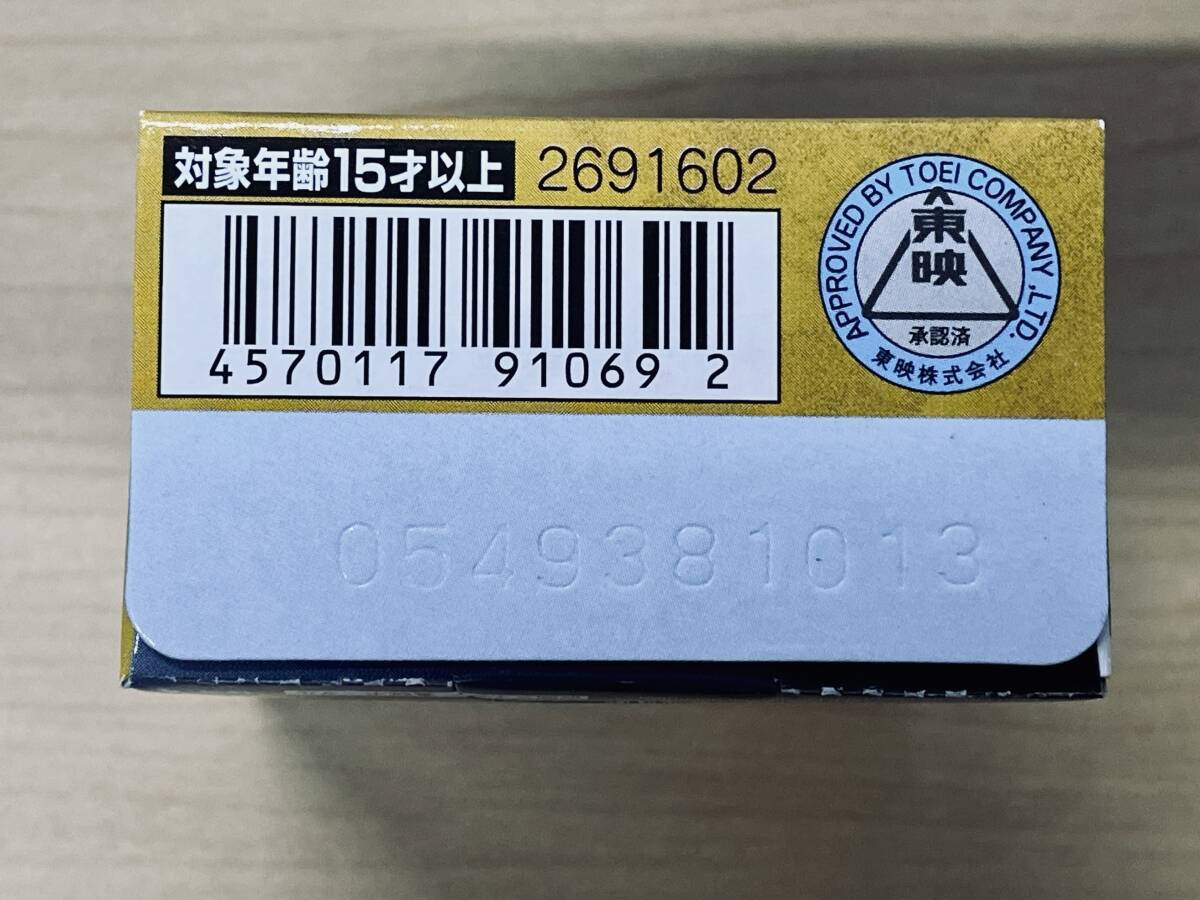 対象年齢15才以上 2691602
4570117 91069 2
APPROVED BY TOEI COMPANY ,LTD.
東映
承認済
東映株式会社
0549381013